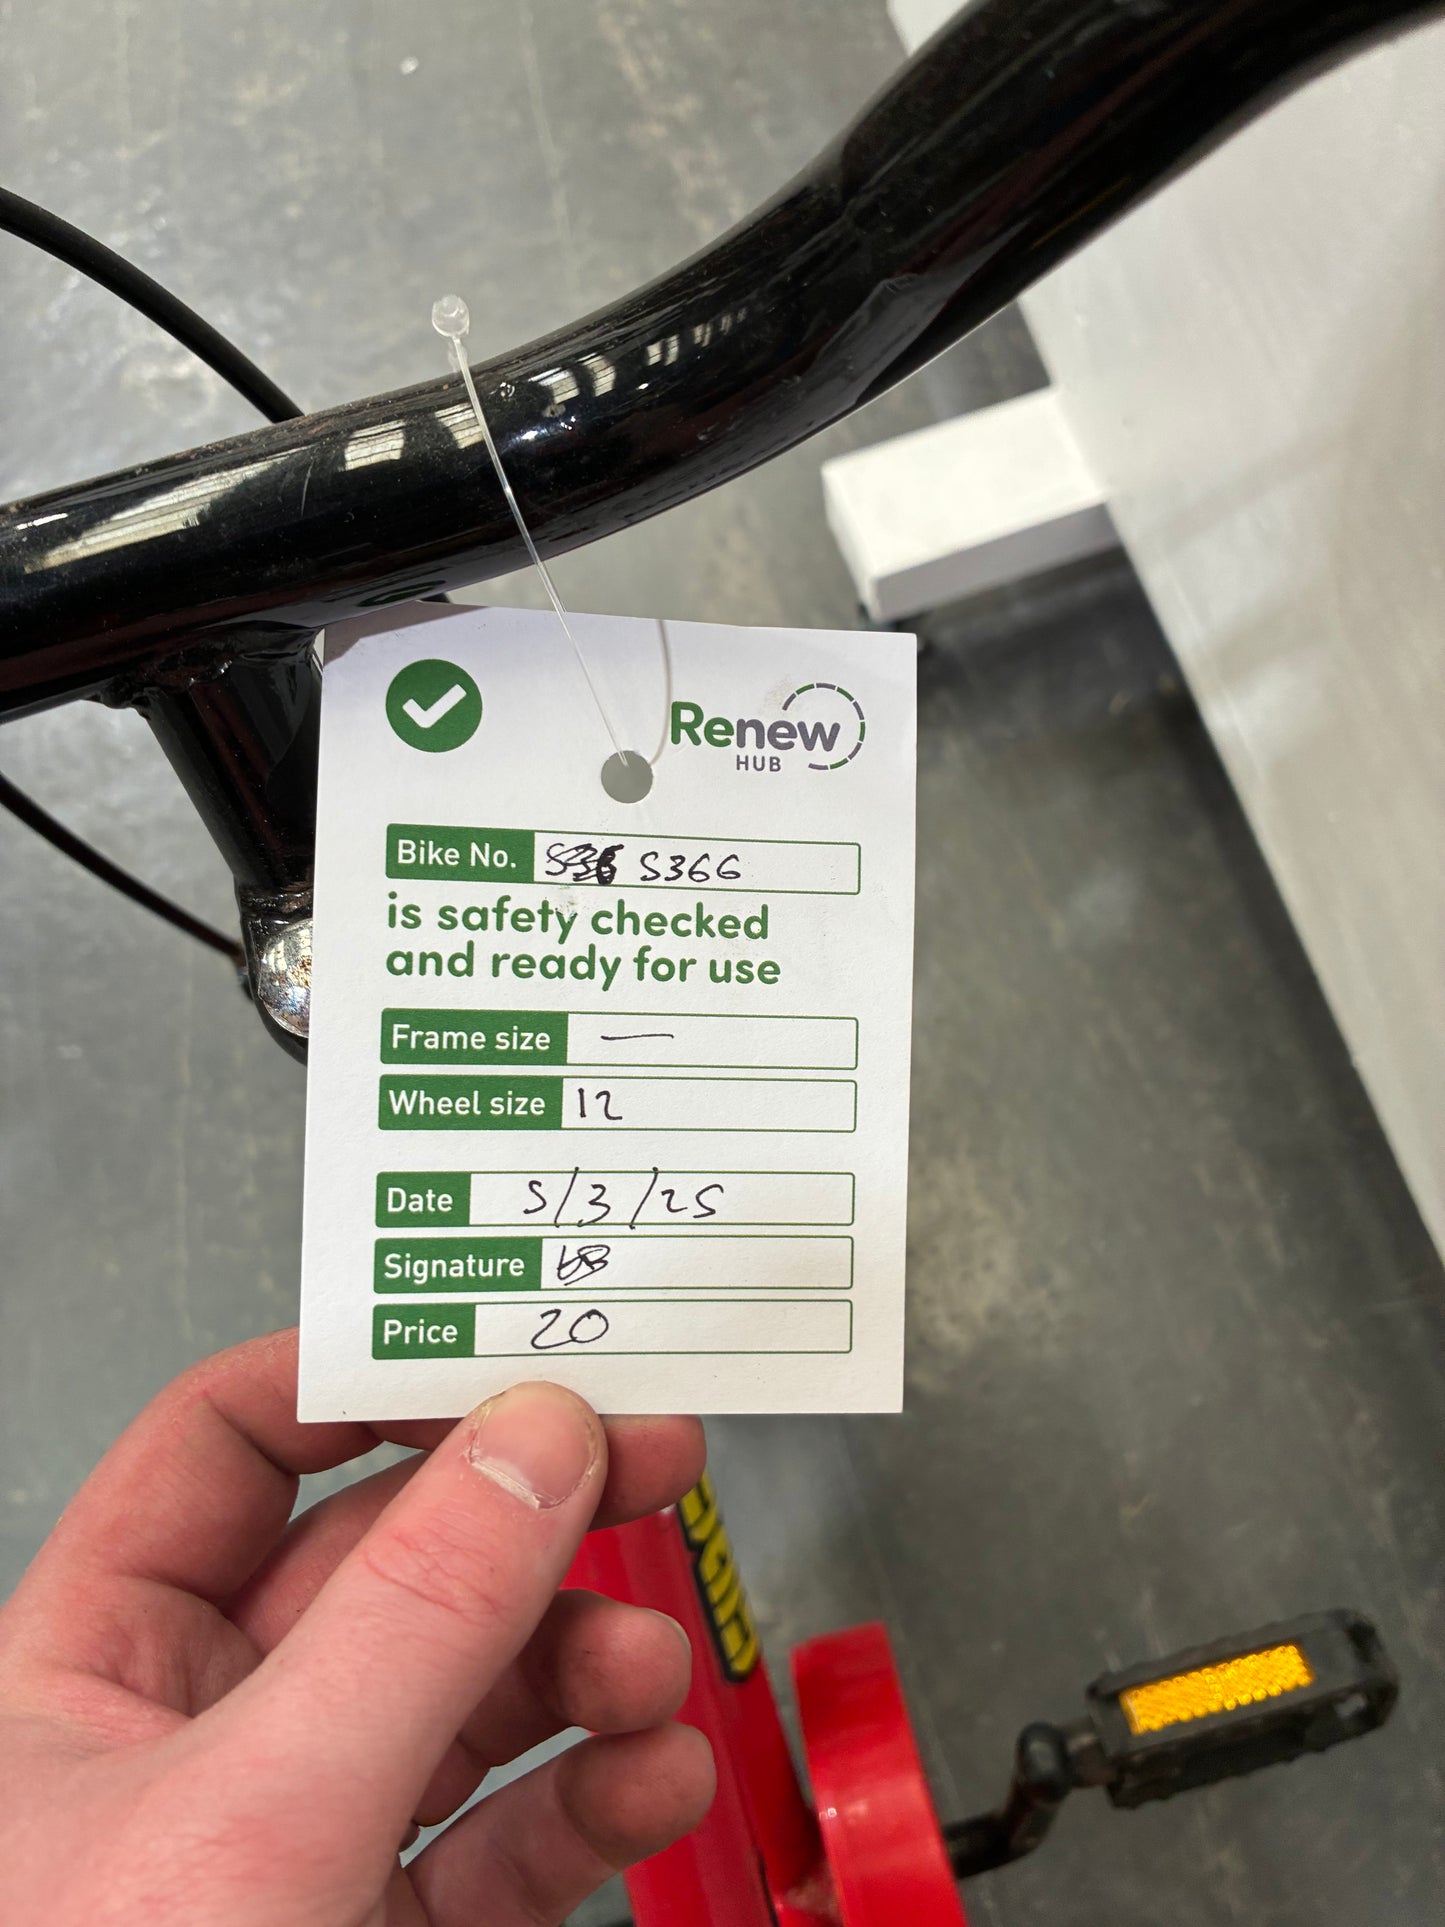 Renew
HUB
Bike No. S366
is safety checked
and ready for use
Frame size —
Wheel size 12
Date 5/3/25
Signature
Price 20